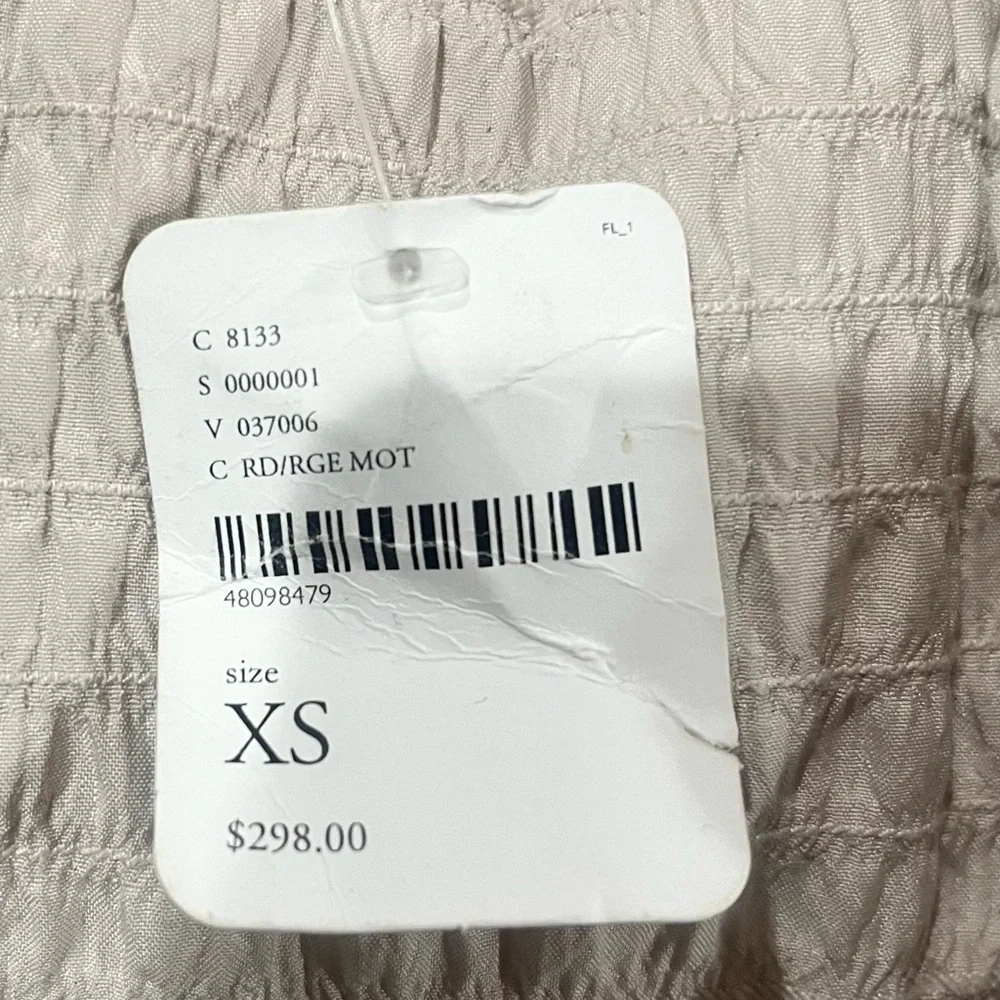 FL_1
C 8133
S 0000001
V 037006
C RD/RGE MOT
48098479
size
XS
$298.00